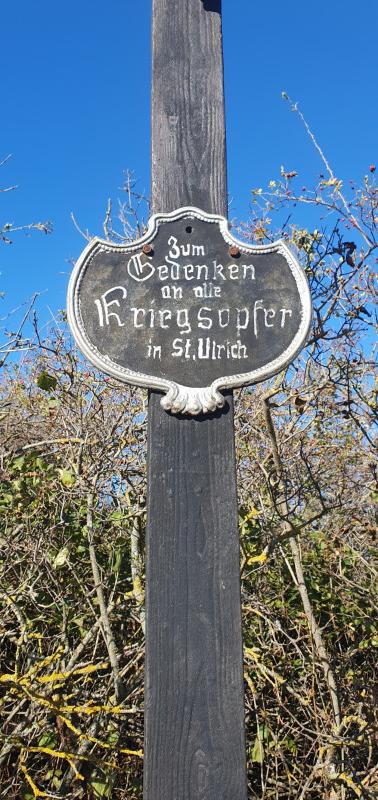 Zum
Gedenken
an alle
Kriegsopfer
in St. Ulrich